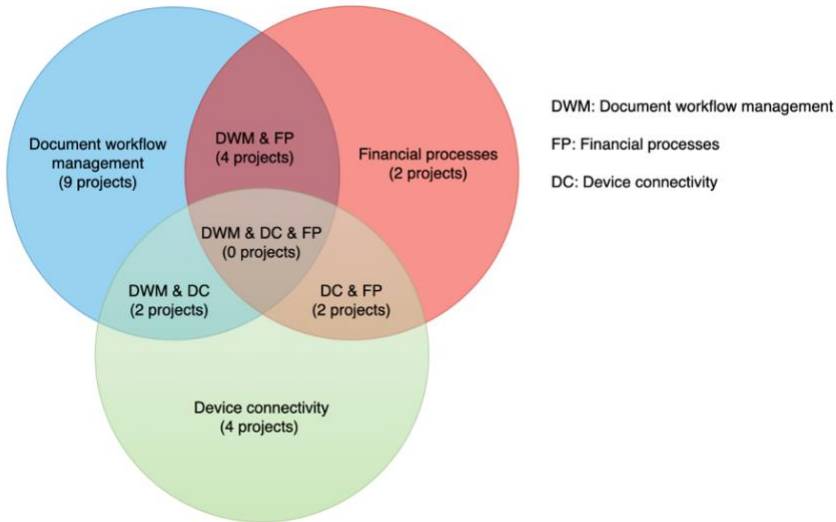 Document workflow
management
(9 projects)
DWM & FP
(4 projects)
Financial processes
(2 projects)
DWM & DC & FP
(0 projects)
DWM & DC
(2 projects)
DC & FP
(2 projects)
Device connectivity
(4 projects)
DWM: Document workflow management
FP: Financial processes
DC: Device connectivity